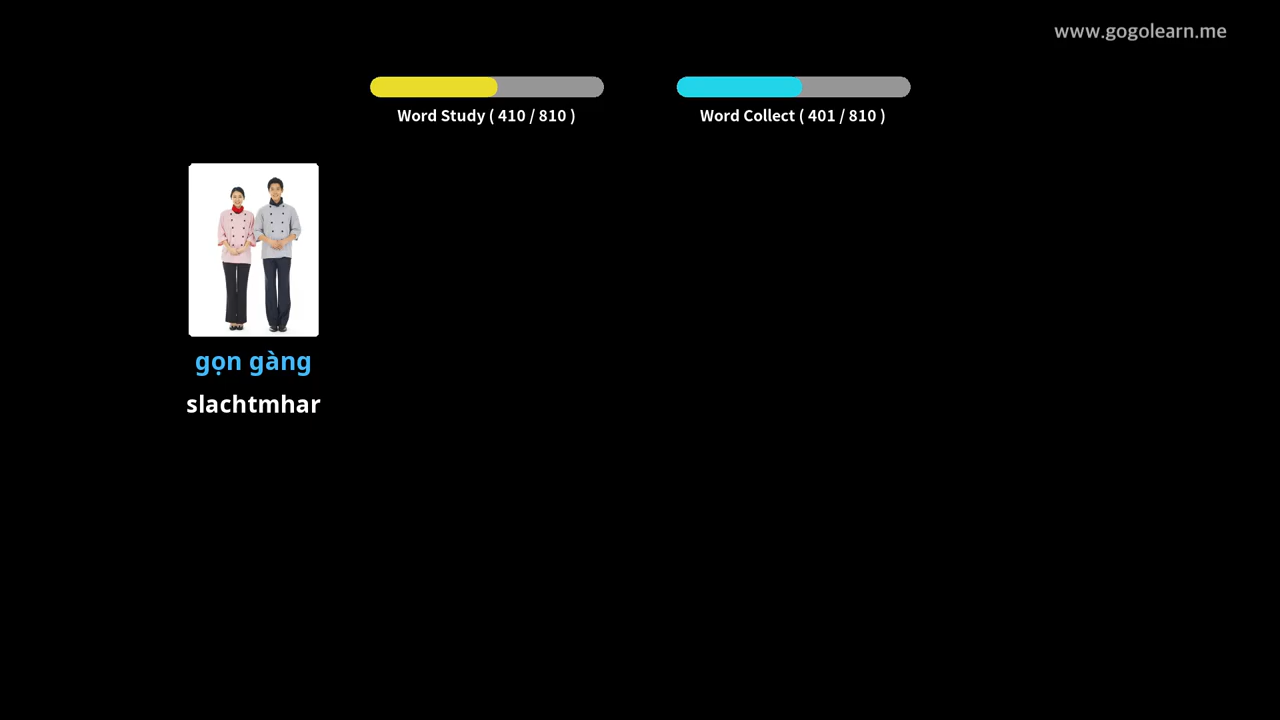 www.gogolearn.me
Word Study ( 410 / 810 )
Word Collect ( 401 / 810 )
gọn gàng
slachtmhar